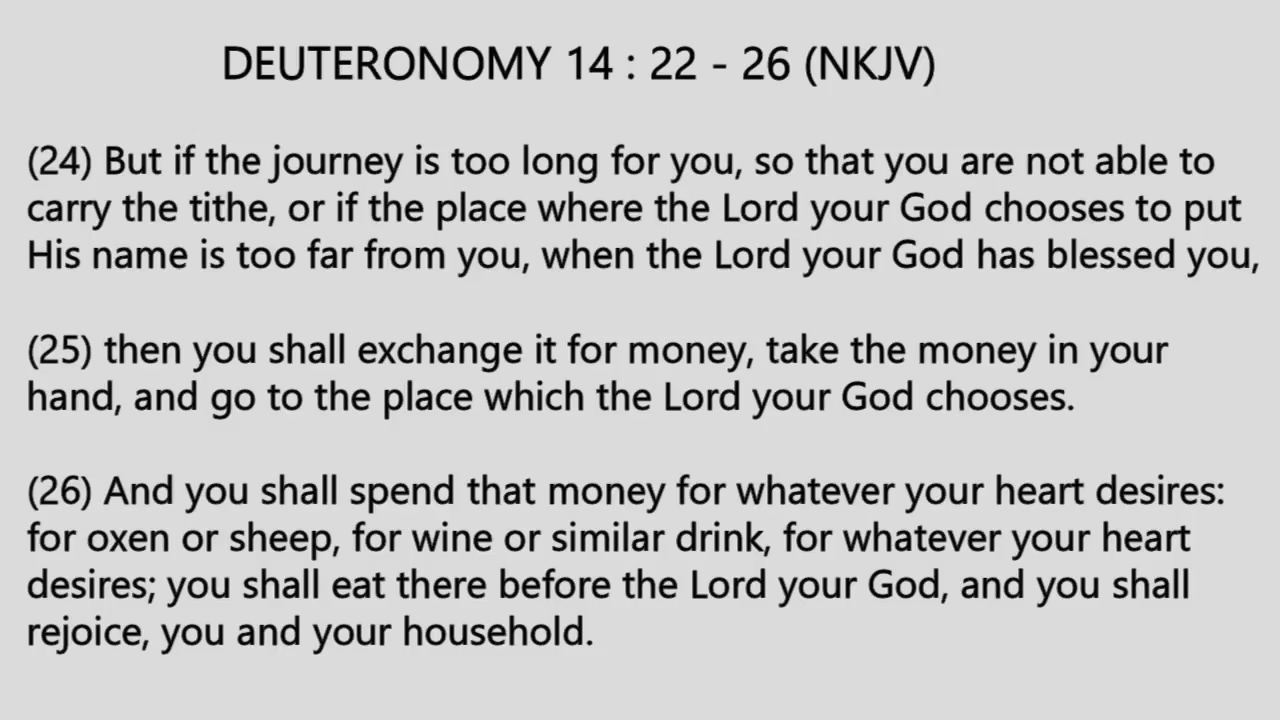 DEUTERONOMY 14 : 22 - 26 (NKJV)
(24) But if the journey is too long for you, so that you are not able to
carry the tithe, or if the place where the Lord your God chooses to put
His name is too far from you, when the Lord your God has blessed you,
(25) then you shall exchange it for money, take the money in your
hand, and go to the place which the Lord your God chooses.
(26) And you shall spend that money for whatever your heart desires:
for oxen or sheep, for wine or similar drink, for whatever your heart
desires; you shall eat there before the Lord your God, and you shall
rejoice, you and your household.